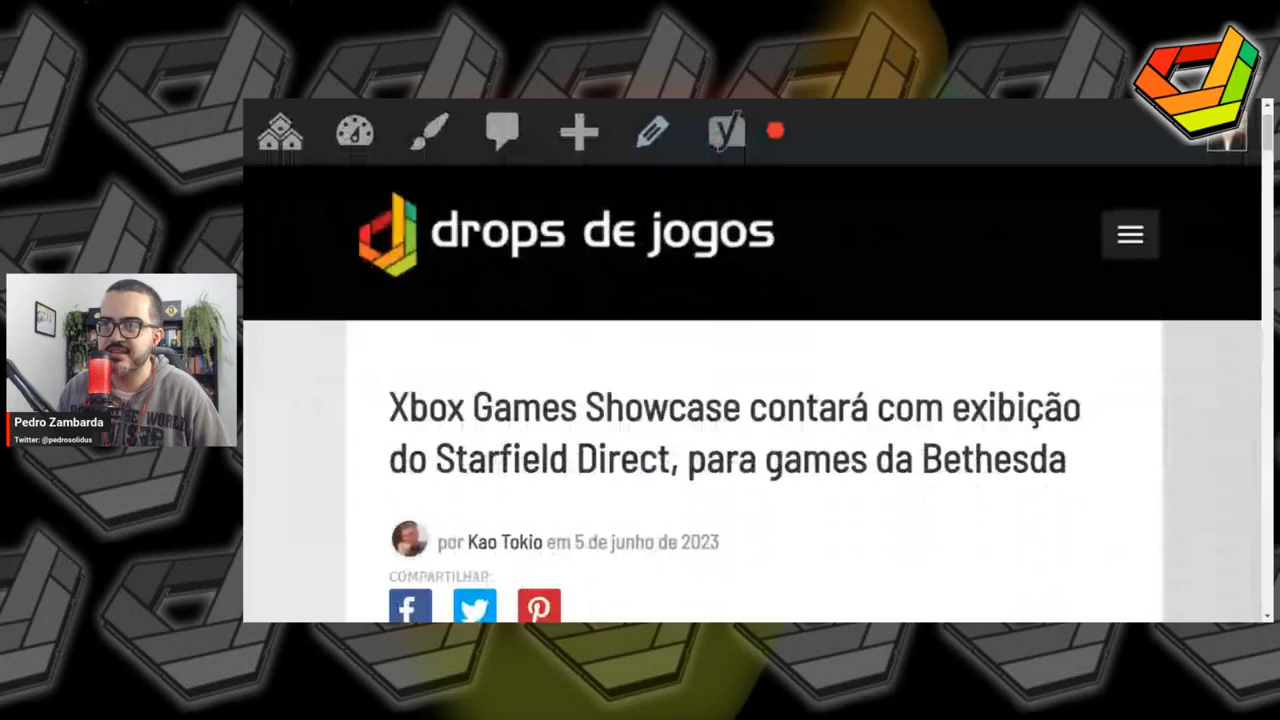 drops de jogos
Xbox Games Showcase contará com exibição
do Starfield Direct, para games da Bethesda
por Kao Tokio em 5 de junho de 2023
COMPARTILHAR:
Pedro Zambarda
Twitter: @pedrosolidus